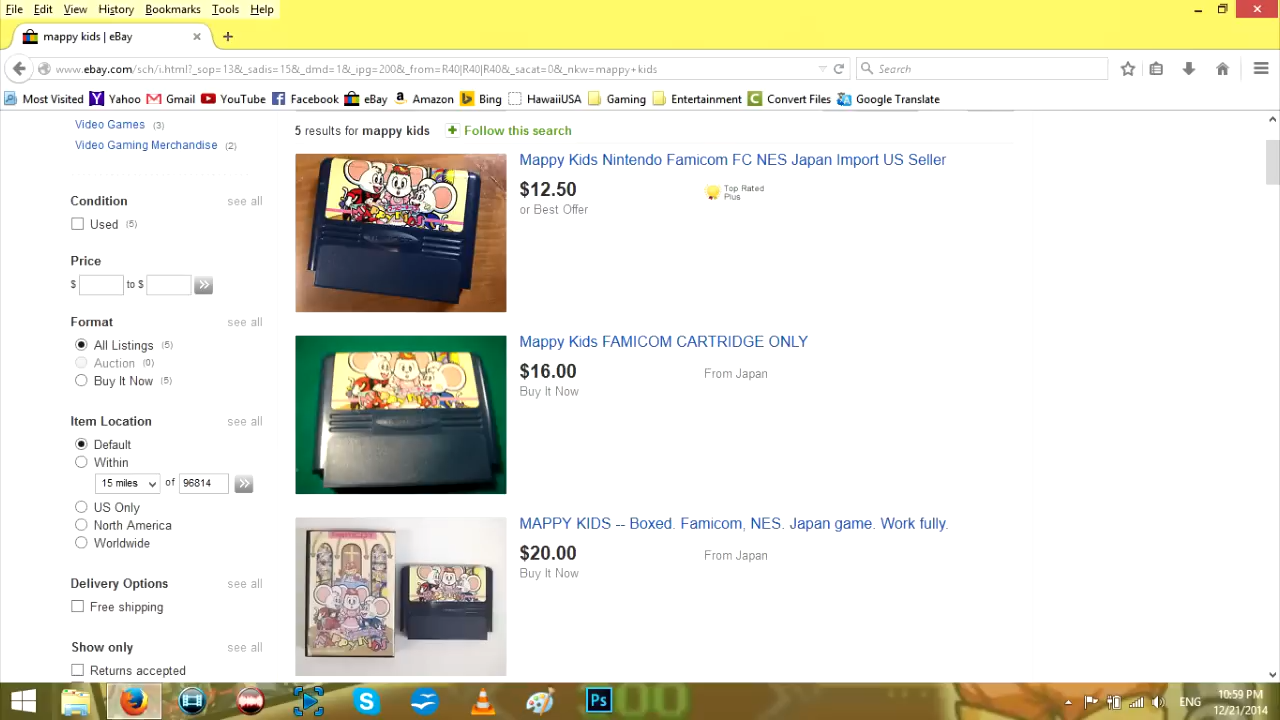 File Edit View History Bookmarks Tools Help
mappy kids | eBay
www.ebay.com/sch/i.html?_sop=13&_sadis=15&_dmd=1&_ipg=200&_from=R40|R40|R40&_sacat=0&_nkw=mappy+kids
Search
Most Visited Yahoo Gmail YouTube Facebook eBay Amazon Bing HawaiiUSA Gaming Entertainment Convert Files Google Translate
Video Games (3)
Video Gaming Merchandise (2)
Condition see all
Used (5)
Price
$ to $
Format see all
All Listings (5)
Auction (0)
Buy It Now (5)
Item Location see all
Default
Within
15 miles of 96814
US Only
North America
Worldwide
Delivery Options see all
Free shipping
Show only see all
Returns accepted
5 results for mappy kids Follow this search
Mappy Kids Nintendo Famicom FC NES Japan Import US Seller
$12.50
or Best Offer
Top Rated
Plus
Mappy Kids FAMICOM CARTRIDGE ONLY
$16.00 From Japan
Buy It Now
MAPPY KIDS -- Boxed. Famicom, NES. Japan game. Work fully.
$20.00 From Japan
Buy It Now
Ps
ENG
10:59 PM
12/21/2014